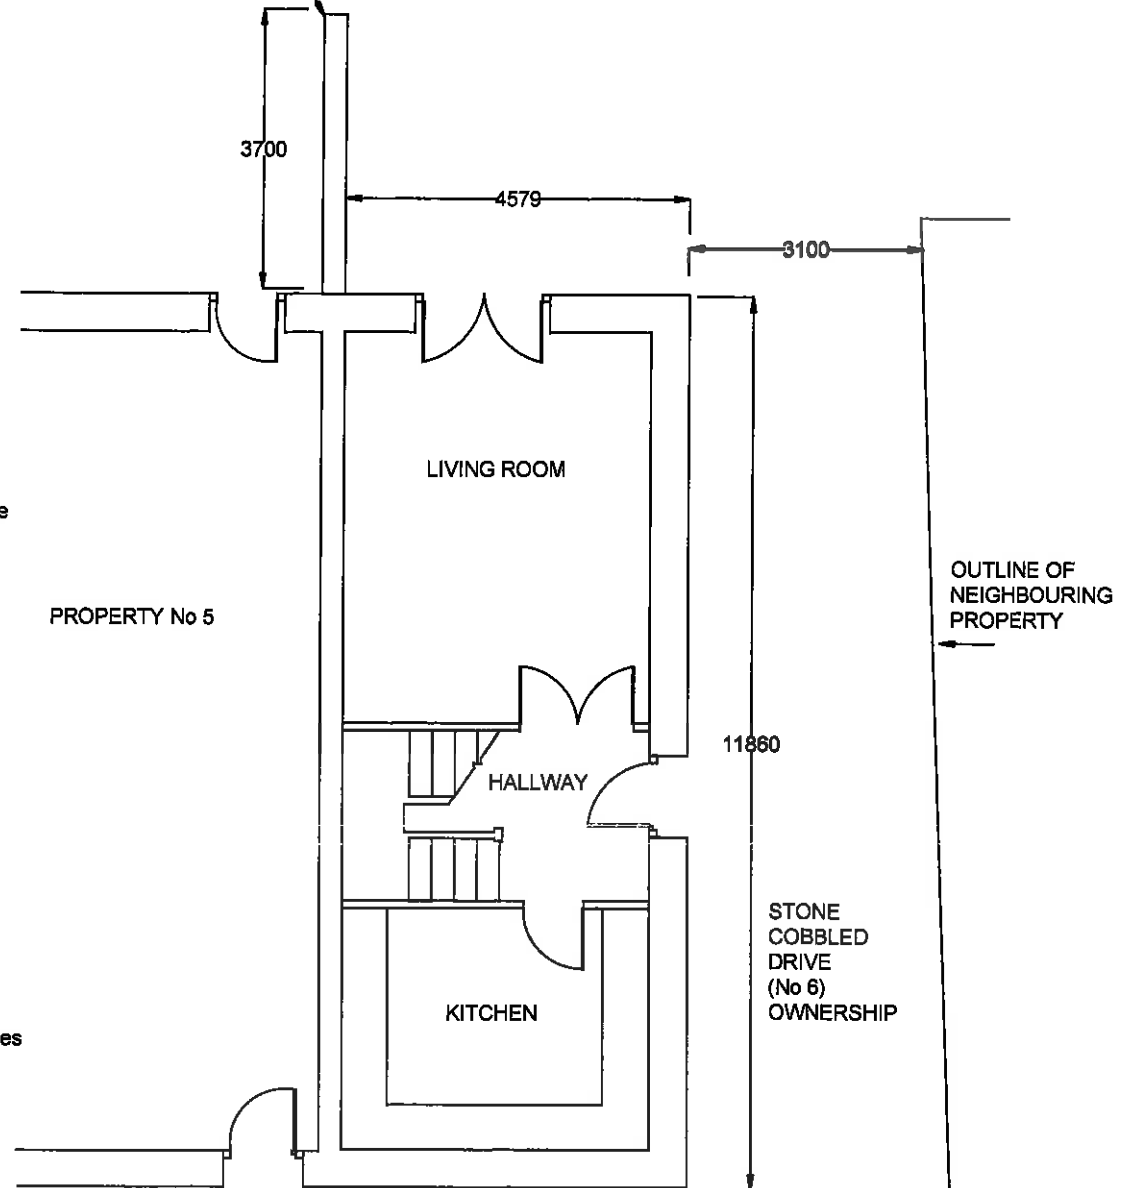 3700
4579
3100
LIVING ROOM
e
OUTLINE OF
NEIGHBOURING
PROPERTY
PROPERTY No 5
11860
HALLWAY
STONE
COBBLED
DRIVE
(No 6)
OWNERSHIP
KITCHEN
es